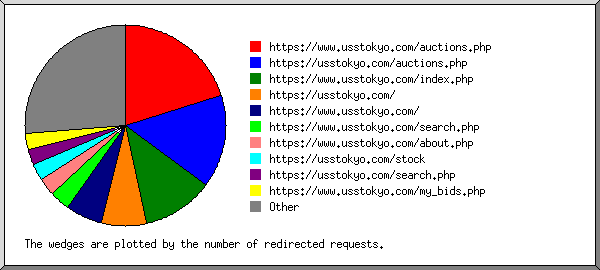 https://www.usstokyo.com/auctions.php
https://usstokyo.com/auctions.php
https://www.usstokyo.com/index.php
https://usstokyo.com/
https://www.usstokyo.com/
https://www.usstokyo.com/search.php
https://www.usstokyo.com/about.php
https://usstokyo.com/stock
https://usstokyo.com/search.php
https://www.usstokyo.com/my_bids.php
Other
The wedges are plotted by the number of redirected requests.